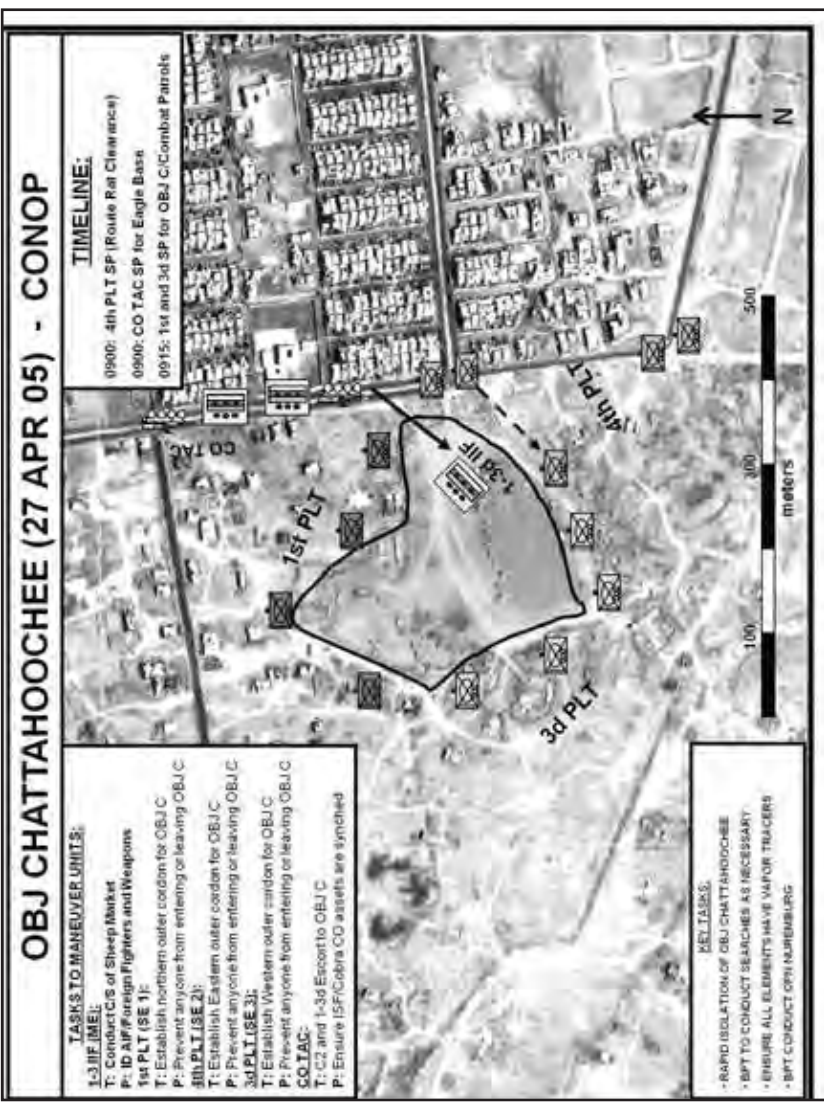 OBJ CHATTAHOOCHEE (27 APR 05) - CONOP
TASKS TO MANEUVER UNITS:
1-3 IIF (ME):
T: Conduct C/S of Sheep Market
P: ID AIF/Foreign Fighters and Weapons
1st PLT (SE 1):
T: Establish northern outer cordon for OBJ C
P: Prevent anyone from entering or leaving OBJ C
4th PLT (SE 2):
T: Establish Eastern outer cordon for OBJ C
P: Prevent anyone from entering or leaving OBJ C
3d PLT (SE 3):
T: Establish Western outer cordon for OBJ C
P: Prevent anyone from entering or leaving OBJ C
CO TAC:
T: C2 and 1-3d Escort to OBJ C
P: Ensure ISF/Cobra CO assets are synched
TIMELINE:
0900: 4th PLT SP (Route Rat Clearance)
0900: CO TAC SP for Eagle Base
0915: 1st and 3d SP for OBJ C/Combat Patrols
CO TAC
1st PLT
1-3d IIF
4th PLT
3d PLT
KEY TASKS:
- RAPID ISOLATION OF OBJ CHATTAHOOCHEE
- BPT TO CONDUCT SEARCHES AS NECESSARY
- ENSURE ALL ELEMENTS HAVE VAPOR TRACERS
- BPT CONDUCT OPN NUREMBURG
100
300
500
meters
N